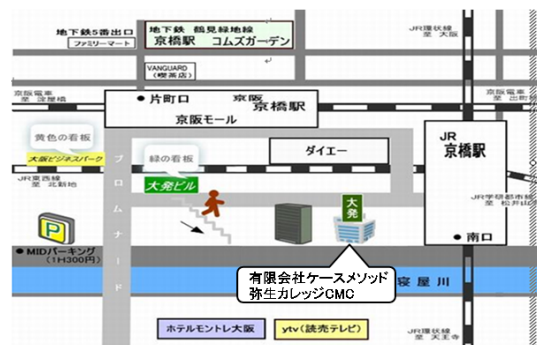 地下鉄5番出口
ファミリーマート
地下鉄 鶴見緑地線
京橋駅 コムズガーデン
JR環状線
至 大阪
VANGUARD
(喫茶店)
京阪電車
至 淀屋橋
●片町口
京阪
京橋駅
京阪モール
京阪電車
至 出町
黄色の看板
大阪ビジネスパーク
緑の看板
大発ビル
ダイエー
JR
京橋駅
JR東西線
至 北新地
プロムナード
大発
JR学研都市線
至 松井山
P
●MIDパーキング
(1H300円)
●南口
有限会社ケースメソッド
弥生カレッジCMC
寝屋川
ホテルモントレ大阪
ytv(読売テレビ)
JR環状線
至 天王寺